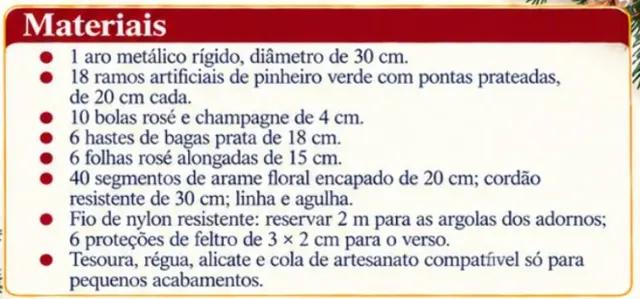 Materiais
● 1 aro metálico rígido, diâmetro de 30 cm.
● 18 ramos artificiais de pinheiro verde com pontas prateadas,
de 20 cm cada.
● 10 bolas rosé e champagne de 4 cm.
● 6 hastes de bagas prata de 18 cm.
● 6 folhas rosé alongadas de 15 cm.
● 40 segmentos de arame floral encapado de 20 cm; cordão
resistente de 30 cm; linha e agulha.
● Fio de nylon resistente: reservar 2 m para as argolas dos adornos;
6 proteções de feltro de 3 × 2 cm para o verso.
● Tesoura, régua, alicate e cola de artesanato compatível só para
pequenos acabamentos.